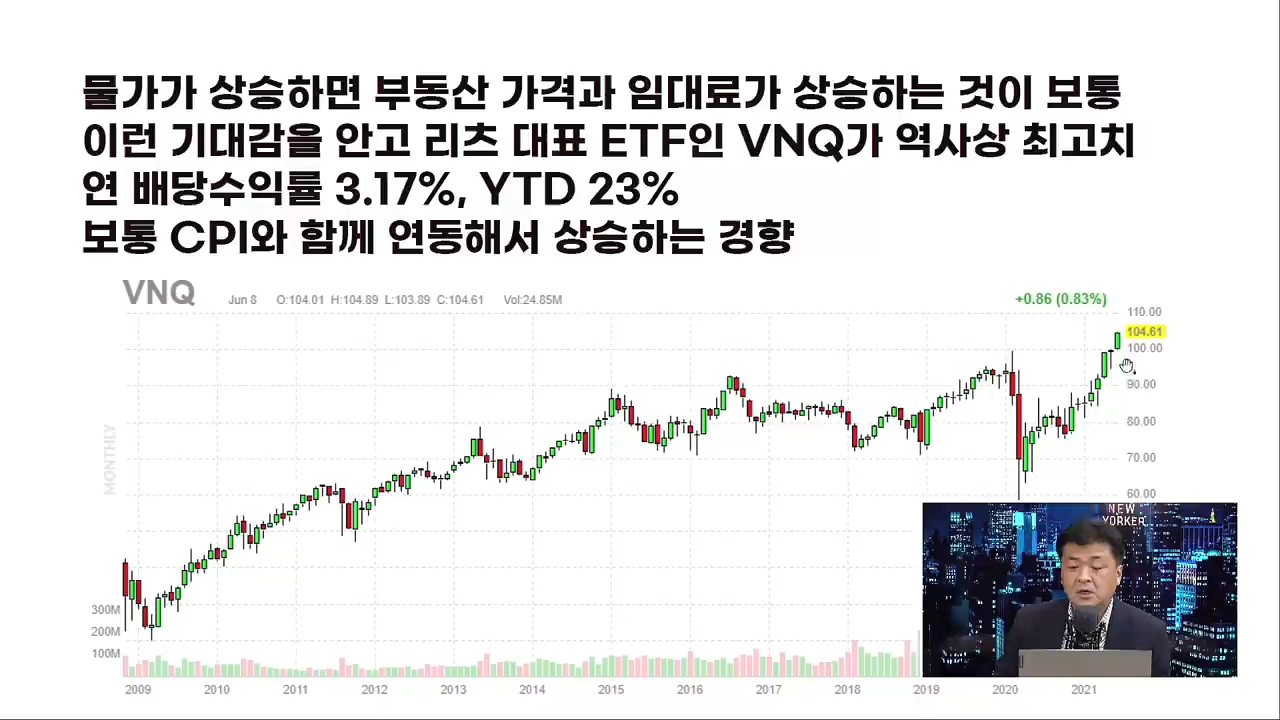 물가가 상승하면 부동산 가격과 임대료가 상승하는 것이 보통
이런 기대감을 안고 리츠 대표 ETF인 VNQ가 역사상 최고치
연 배당수익률 3.17%, YTD 23%
보통 CPI와 함께 연동해서 상승하는 경향
VNQ Jun 8 O:104.01 H:104.89 L:103.89 C:104.61 Vol:24.85M +0.86 (0.83%)
110.00
104.61
100.00
90.00
80.00
70.00
60.00
MONTHLY
300M
200M
100M
NEW
YORKER
2009 2010 2011 2012 2013 2014 2015 2016 2017 2018 2019 2020 2021